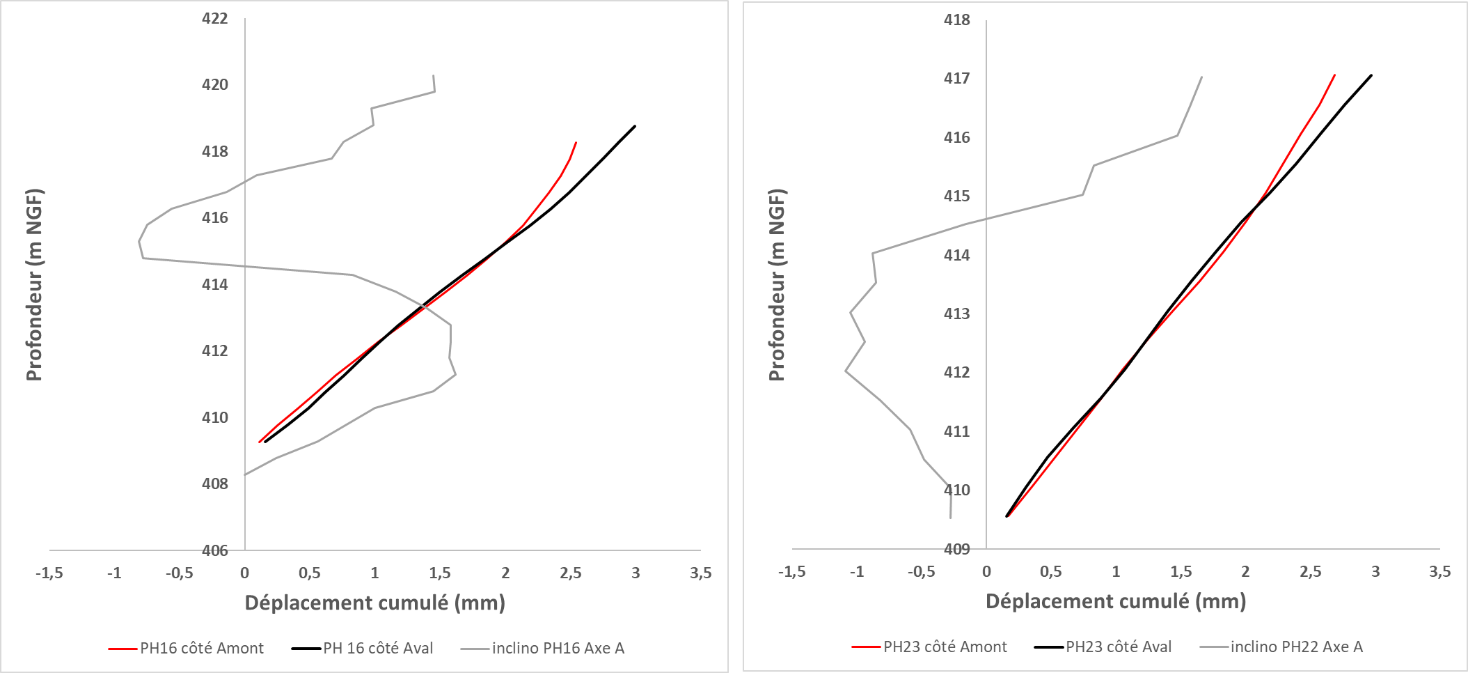 422
420
418
416
414
412
410
408
406
Profondeur (m NGF)
-1,5 -1 -0,5 0 0,5 1 1,5 2 2,5 3 3,5
Déplacement cumulé (mm)
PH16 côté Amont PH 16 côté Aval inclino PH16 Axe A
418
417
416
415
414
413
412
411
410
409
Profondeur (m NGF)
-1,5 -1 -0,5 0 0,5 1 1,5 2 2,5 3 3,5
Déplacement cumulé (mm)
PH23 côté Amont PH23 côté Aval inclino PH22 Axe A